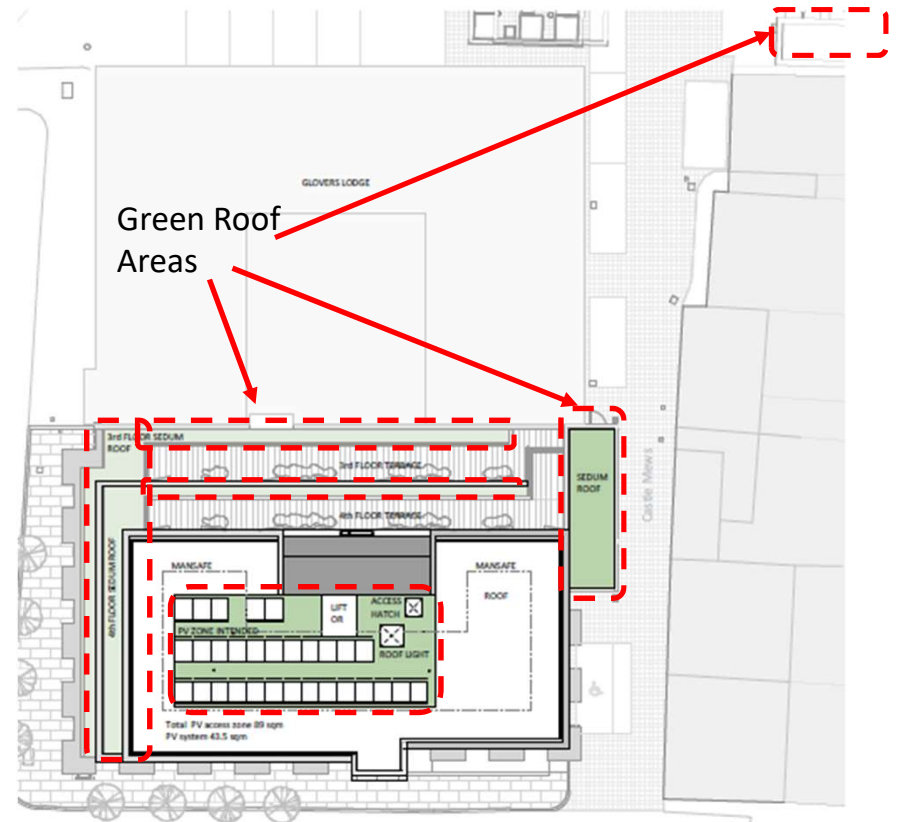 GLOVERS LODGE
Green Roof
Areas
3rd FLOOR SEDUM
ROOF
3rd FLOOR TERRACE
SEDUM
ROOF
Castle Mews
4th FLOOR TERRACE
4th FLOOR SEDUM ROOF
MANSAFE
MANSAFE
ROOF
LIFT
OR
ACCESS
HATCH
PV ZONE INTENDED
ROOF LIGHT
Total PV access zone 89 sqm
PV system 43.5 sqm